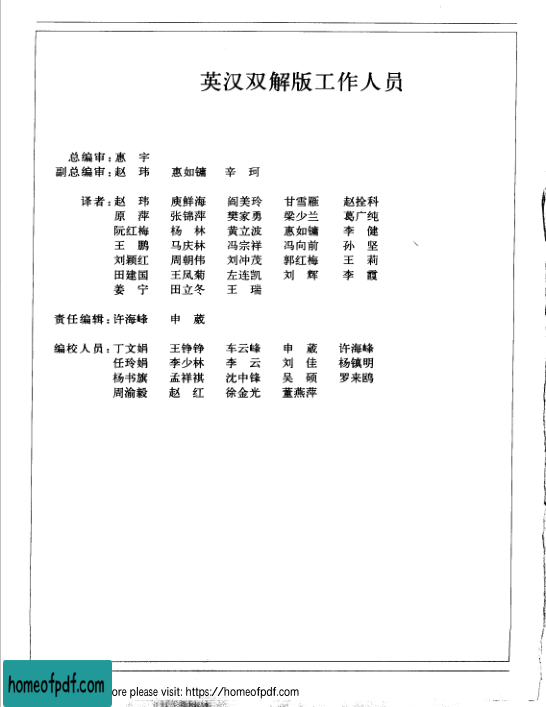 英汉双解版工作人员
总编审：惠 宇
副总编审：赵 玮 惠如镛 辛 珂
译者：赵 玮 庾鲜海 阎美玲 甘雪雁 赵拴科
原 萍 张锦萍 樊家勇 梁少兰 葛广纯
阮红梅 杨 林 黄立波 惠如镛 李 健
王 鹏 马庆林 冯宗祥 冯向前 孙 坚
刘颖红 周朝伟 刘冲茂 郭红梅 王 莉
田建国 王凤菊 左连凯 刘 辉 李 霞
姜 宁 田立冬 王 瑞
责任编辑：许海峰 申 葳
编校人员：丁文娟 王铮铮 车云峰 申 葳 许海峰
任玲娟 李少林 李 云 刘 佳 杨镇明
杨书旗 孟祥祺 沈中锋 吴 硕 罗来鸥
周渝毅 赵 红 徐金光 董燕萍
homeofpdf.com
ore please visit: https://homeofpdf.com